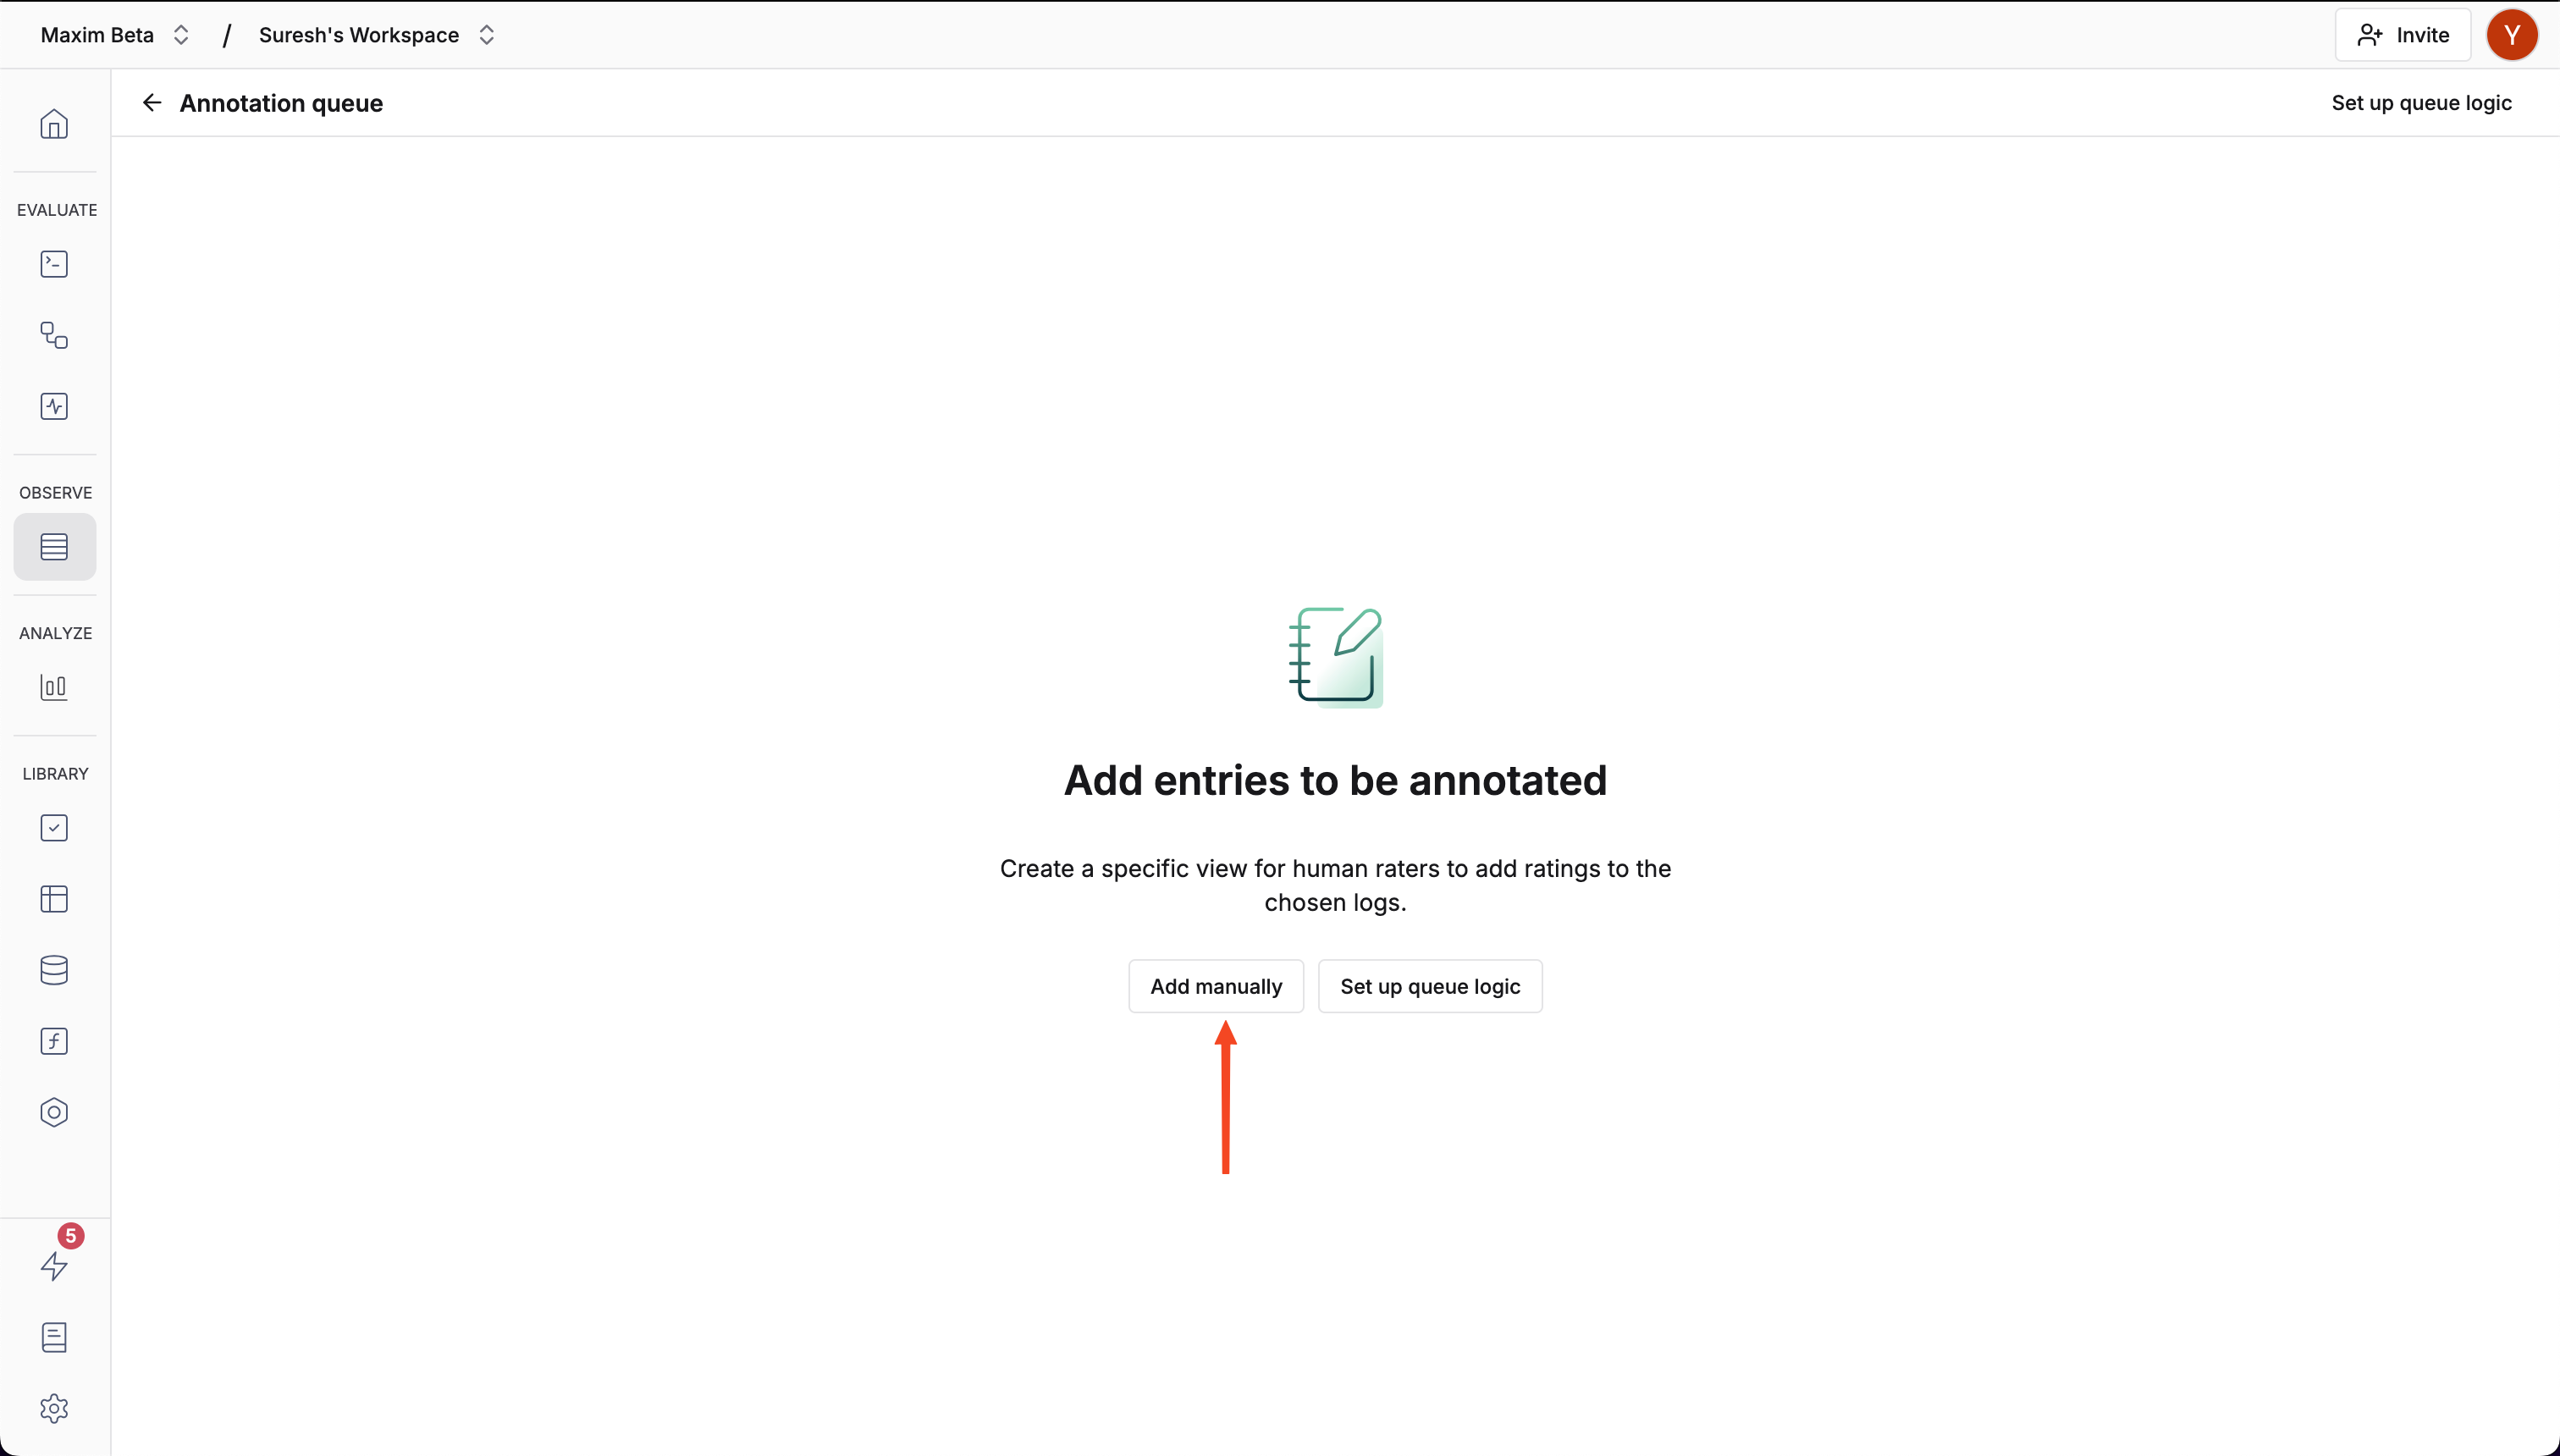 Maxim Beta / Suresh's Workspace
Invite
Y
Annotation queue
Set up queue logic
EVALUATE
OBSERVE
ANALYZE
LIBRARY
5
Add entries to be annotated
Create a specific view for human raters to add ratings to the
chosen logs.
Add manually
Set up queue logic